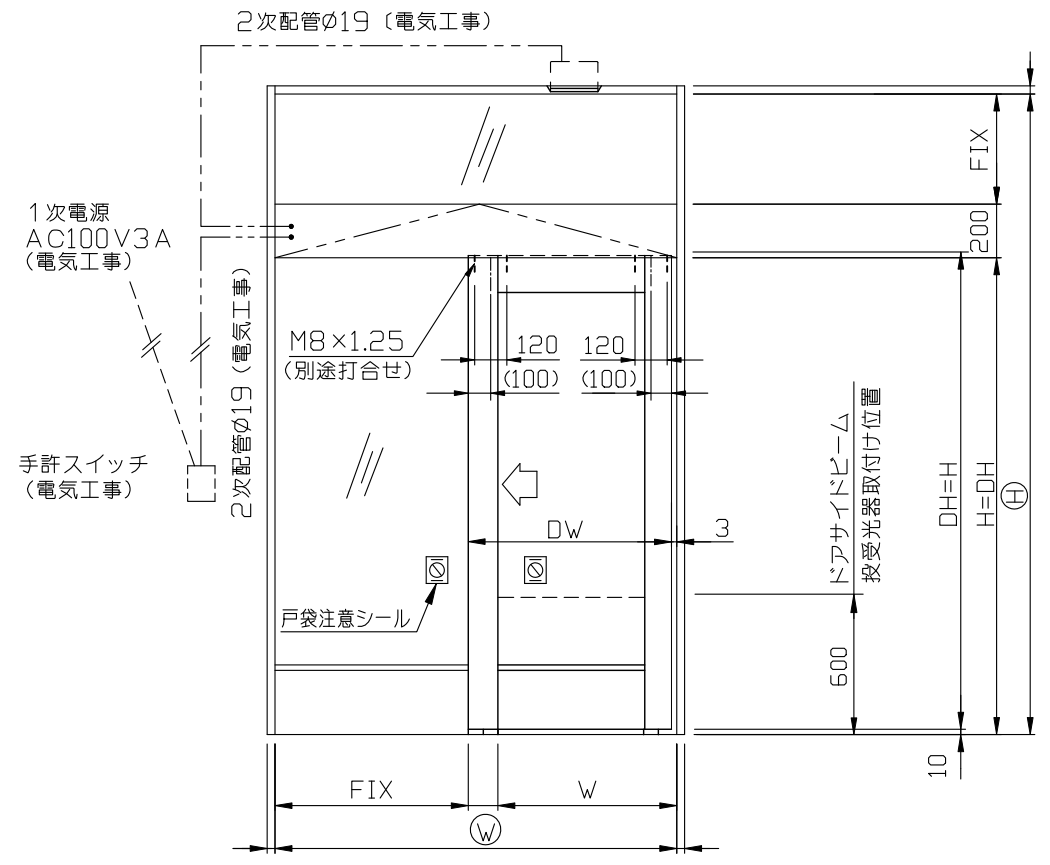 2次配管Ø19 (電気工事)
1次電源
AC100V3A
(電気工事)
2次配管Ø19 (電気工事)
手許スイッチ
(電気工事)
M8×1.25
(別途打合せ)
120
(100)
120
(100)
DW
3
戸袋注意シール
ドアサイドビーム
投受光器取付け位置
600
FIX
200
DH=H
H=DH
H
10
FIX
W
W